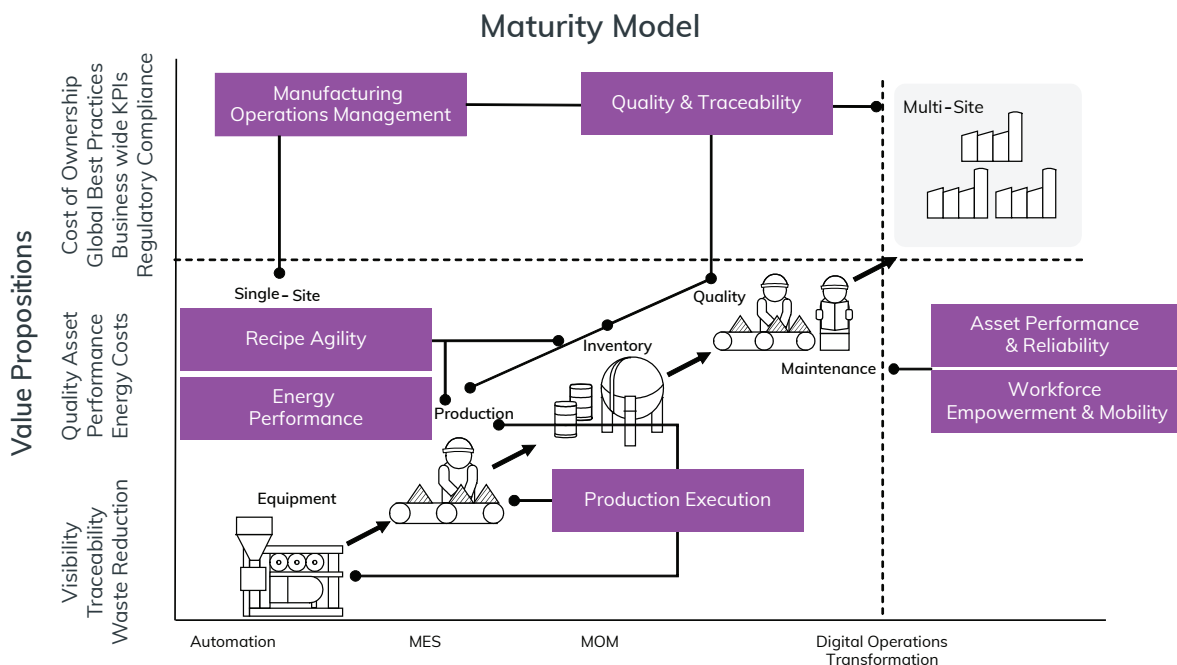 Maturity Model
Value Propositions
Cost of Ownership
Global Best Practices
Business wide KPIs
Regulatory Compliance
Quality Asset
Performance
Energy Costs
Visibility
Traceability
Waste Reduction
Manufacturing
Operations Management
Quality & Traceability
Multi-Site
Single-Site
Recipe Agility
Energy
Performance
Quality
Inventory
Production
Maintenance
Asset Performance
& Reliability
Workforce
Empowerment & Mobility
Equipment
Production Execution
Automation
MES
MOM
Digital Operations
Transformation